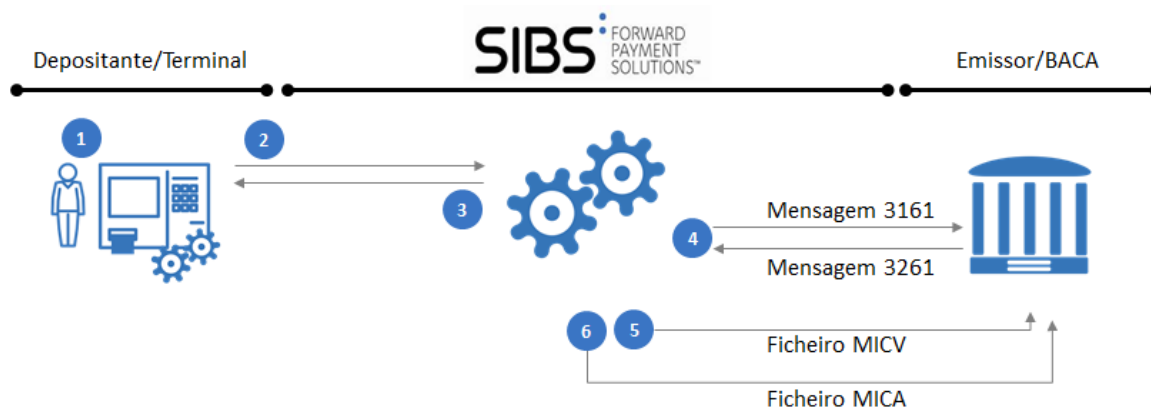 Depositante/Terminal
SIBS FORWARD
PAYMENT
SOLUTIONS™
Emissor/BACA
1
2
3
4
Mensagem 3161
Mensagem 3261
6
5
Ficheiro MICV
Ficheiro MICA